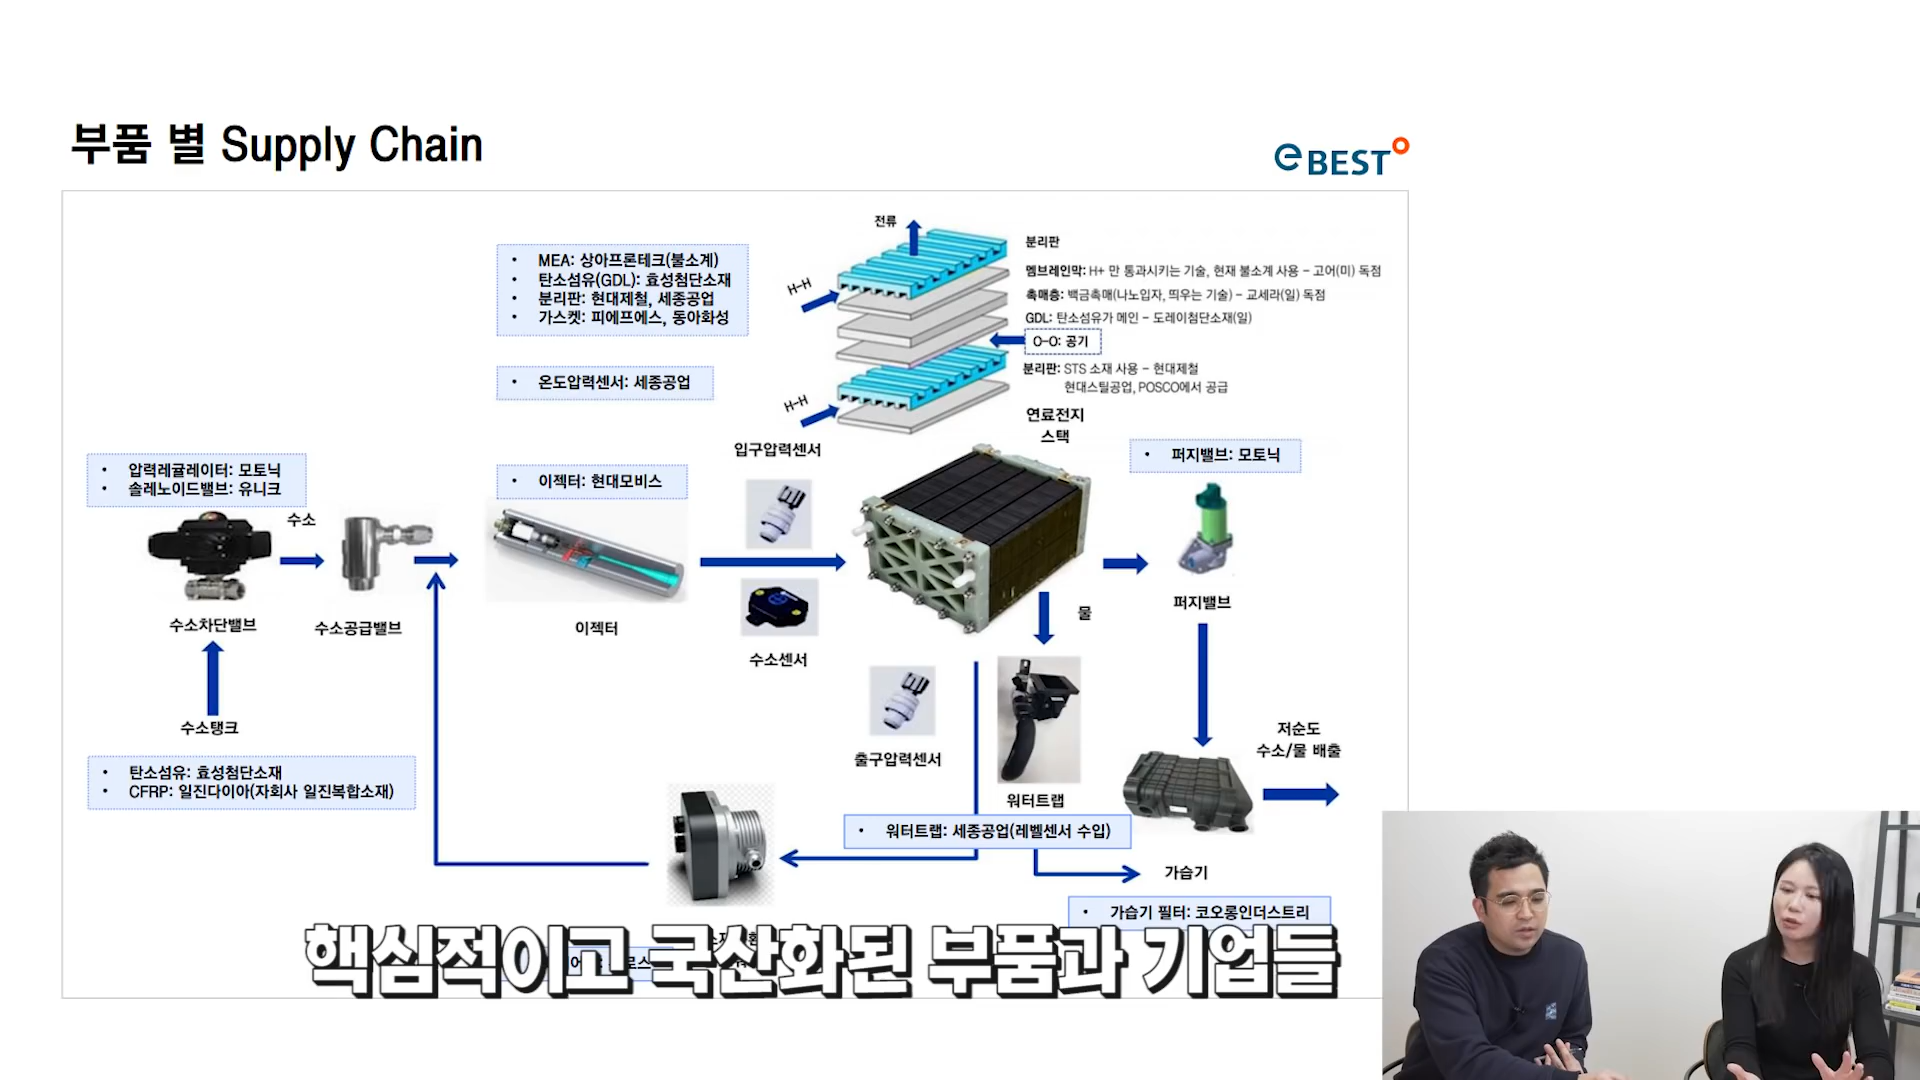 부품 별 Supply Chain
eBEST
• MEA: 상아프론테크(불소계)
• 탄소섬유(GDL): 효성첨단소재
• 분리판: 현대제철, 세종공업
• 가스켓: 피에프에스, 동아화성
• 온도압력센서: 세종공업
전류
H-H
H-H
분리판
멤브레인막: H+ 만 통과시키는 기술, 현재 불소계 사용 – 고어(미) 독점
촉매층: 백금촉매(나노입자, 띄우는 기술) – 교세라(일) 독점
GDL: 탄소섬유가 메인 – 도레이첨단소재(일)
O-O: 공기
분리판: STS 소재 사용 – 현대제철
현대스틸공업, POSCO에서 공급
연료전지
스택
입구압력센서
• 퍼지밸브: 모토닉
• 압력레귤레이터: 모토닉
• 솔레노이드밸브: 유니크
• 이젝터: 현대모비스
수소
수소차단밸브
수소공급밸브
이젝터
수소센서
물
퍼지밸브
수소탱크
• 탄소섬유: 효성첨단소재
• CFRP: 일진다이아(자회사 일진복합소재)
출구압력센서
워터트랩
저순도
수소/물 배출
• 워터트랩: 세종공업(레벨센서 수입)
가습기
• 가습기 필터: 코오롱인더스트리
핵심적이고 국산화된 부품과 기업들